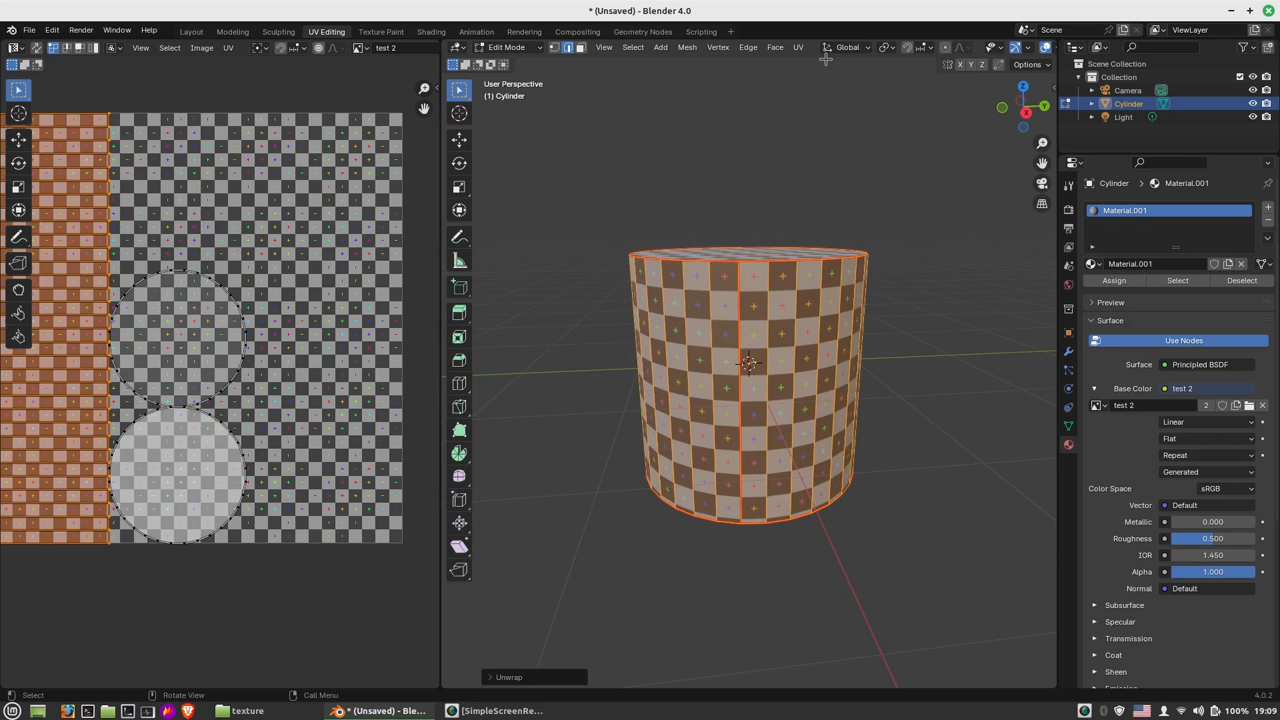 * (Unsaved) - Blender 4.0
File Edit Render Window Help Layout Modeling Sculpting UV Editing Texture Paint Shading Animation Rendering Compositing Geometry Nodes Scripting Scene ViewLayer
View Select Image UV test 2 Edit Mode View Select Add Mesh Vertex Edge Face UV Global
X Y Z Options
Scene Collection
Collection
Camera
Cylinder
Light
User Perspective
(1) Cylinder
Z
Y
X
Cylinder Material.001
Material.001
Material.001
Assign Select Deselect
Preview
Surface
Use Nodes
Surface Principled BSDF
Base Color test 2
test 2 2
Linear
Flat
Repeat
Generated
Color Space sRGB
Vector Default
Metallic 0.000
Roughness 0.500
IOR 1.450
Alpha 1.000
Normal Default
Subsurface
Specular
Transmission
Coat
Sheen
Unwrap
Select Rotate View Call Menu 4.0.2
texture * (Unsaved) - Blende... [SimpleScreenRe... 100% 19:09